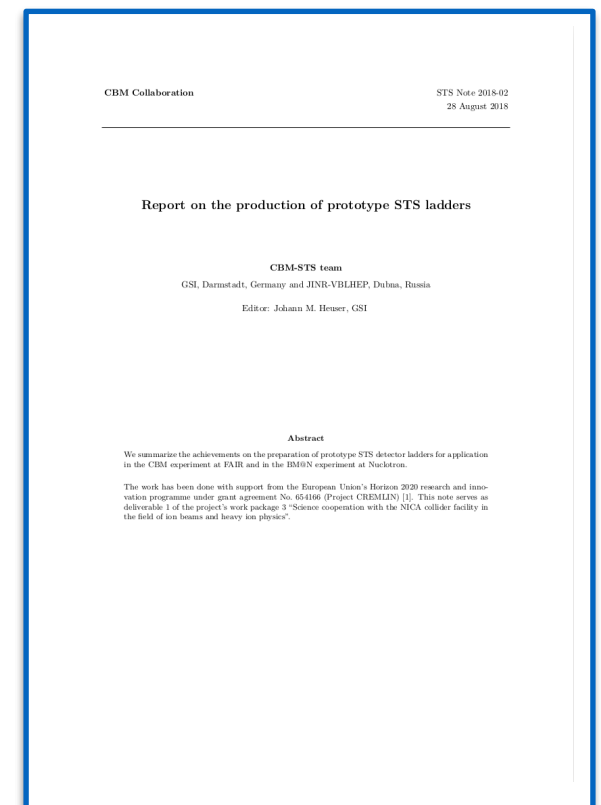 CBM Collaboration STS Note 2018-02
28 August 2018
Report on the production of prototype STS ladders
CBM-STS team
GSI, Darmstadt, Germany and JINR-VBLHEP, Dubna, Russia
Editor: Johann M. Heuser, GSI
Abstract
We summarize the achievements on the preparation of prototype STS detector ladders for application
in the CBM experiment at FAIR and in the BM@N experiment at Nuclotron.
The work has been done with support from the European Union's Horizon 2020 research and inno-
vation programme under grant agreement No. 654166 (Project CREMLIN) [1]. This note serves as
deliverable 1 of the project's work package 3 "Science cooperation with the NICA collider facility in
the field of ion beams and heavy ion physics".